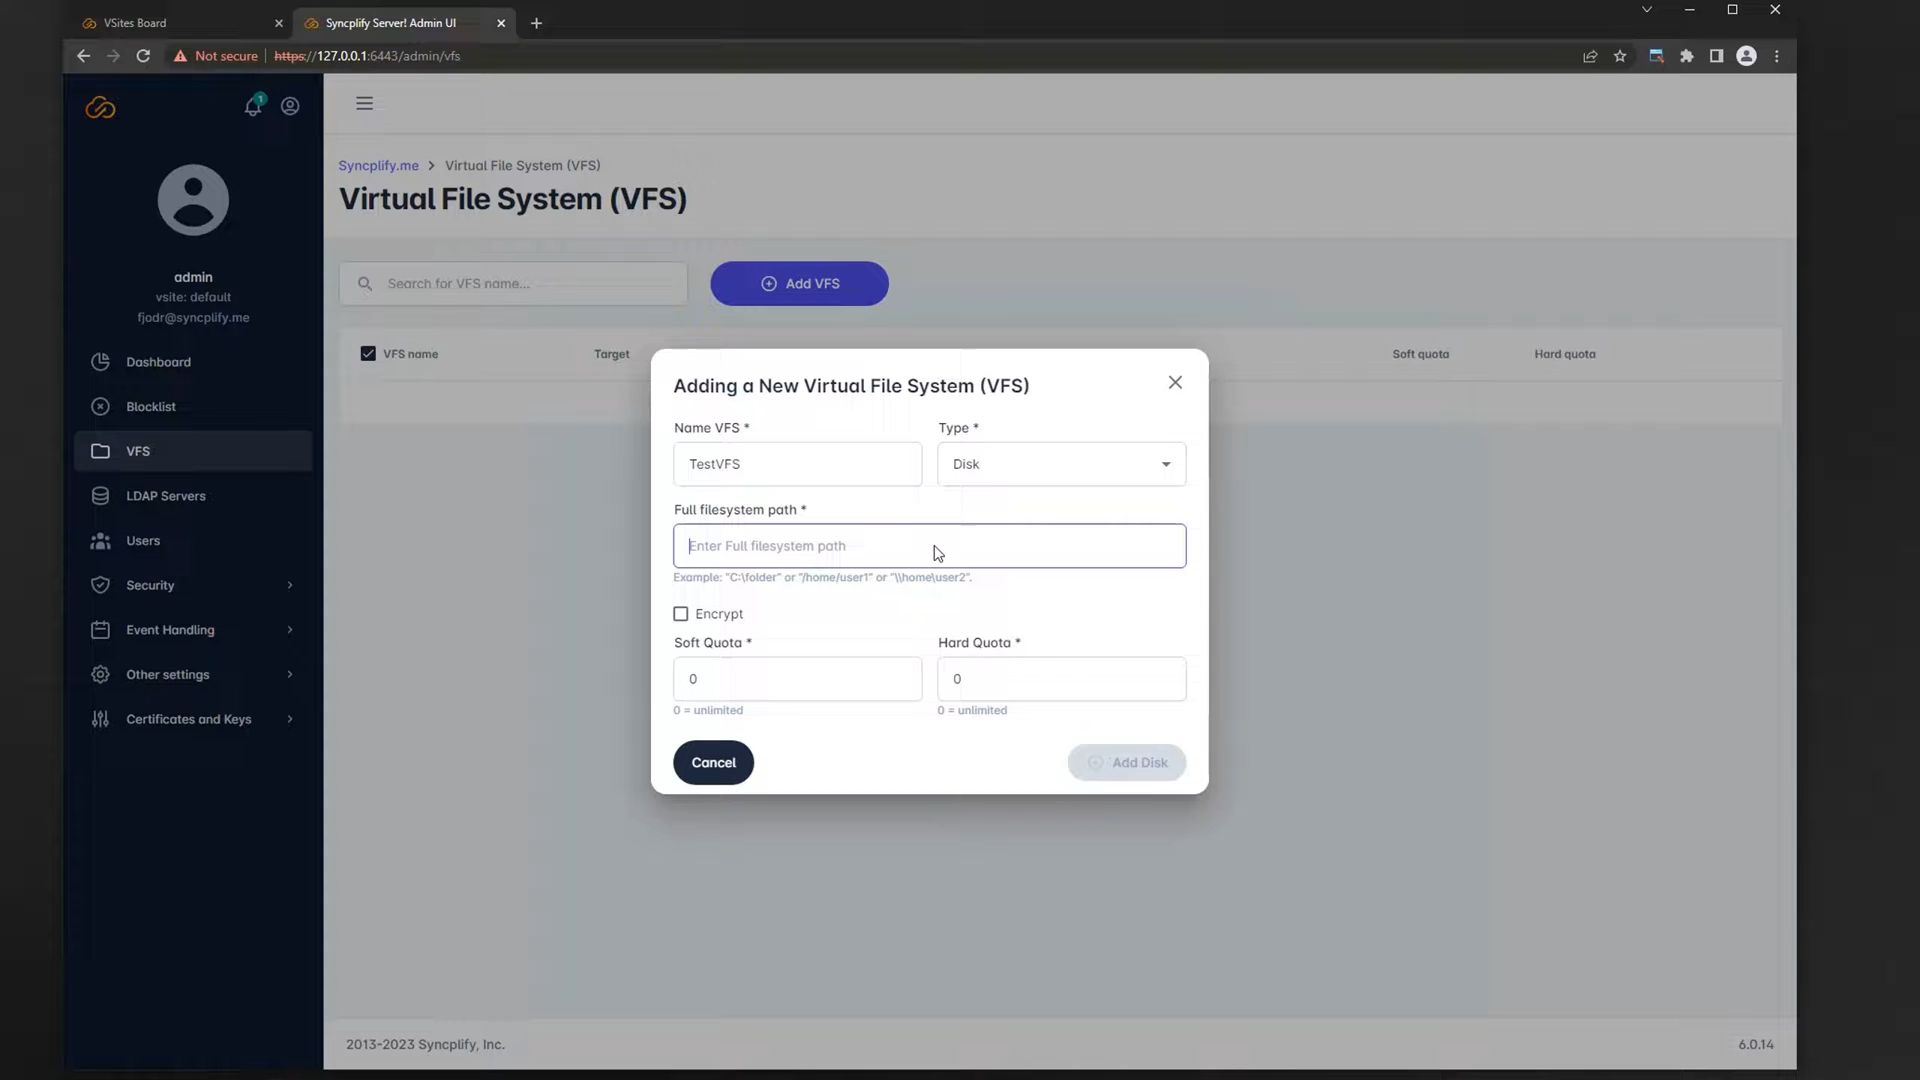 VSites Board
Syncplify Server! Admin UI
Not secure
https://127.0.0.1:6443/admin/vfs
1
admin
vsite: default
fjodr@syncplify.me
Dashboard
Blocklist
VFS
LDAP Servers
Users
Security
Event Handling
Other settings
Certificates and Keys
Syncplify.me > Virtual File System (VFS)
Virtual File System (VFS)
Search for VFS name...
Add VFS
VFS name
Target
Soft quota
Hard quota
Adding a New Virtual File System (VFS)
Name VFS *
Type *
TestVFS
Disk
Full filesystem path *
Enter Full filesystem path
Example: "C:\folder" or "/home/user1" or "\\home\user2".
Encrypt
Soft Quota *
Hard Quota *
0
0
0 = unlimited
0 = unlimited
Cancel
Add Disk
2013-2023 Syncplify, Inc.
6.0.14